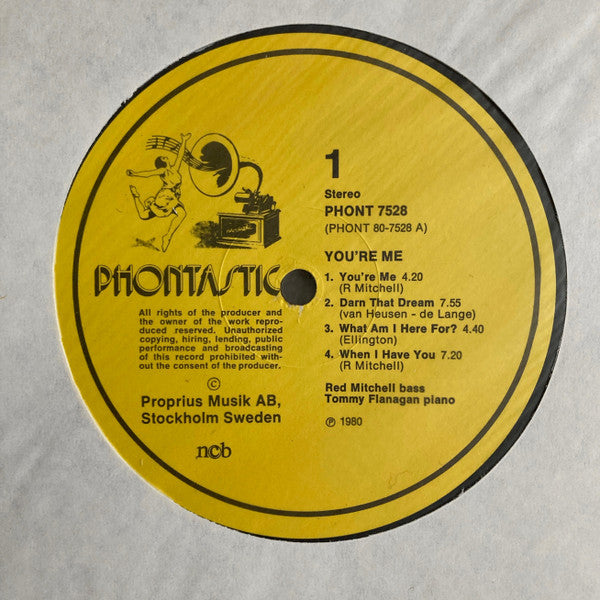 1
Stereo
PHONT 7528
(PHONT 80-7528 A)
PHONTASTIC
YOU'RE ME
1. You're Me 4.20
(R Mitchell)
2. Darn That Dream 7.55
(van Heusen - de Lange)
3. What Am I Here For? 4.40
(Ellington)
4. When I Have You 7.20
(R Mitchell)
Red Mitchell bass
Tommy Flanagan piano
℗ 1980
All rights of the producer and
the owner of the work repro-
duced reserved. Unauthorized
copying, hiring, lending, public
performance and broadcasting
of this record prohibited with-
out the consent of the producer.
©
Proprius Musik AB,
Stockholm Sweden
ncb